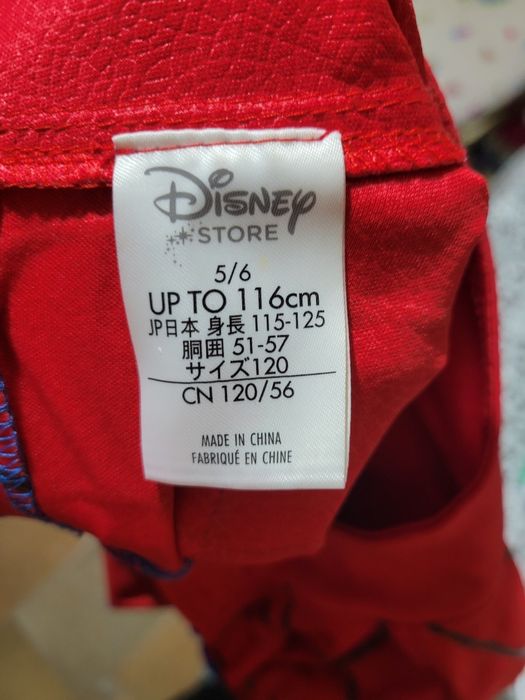 Disney
STORE
5/6
UP TO 116cm
JP日本 身長 115-125
胴囲 51-57
サイズ120
CN 120/56
MADE IN CHINA
FABRIQUÉ EN CHINE